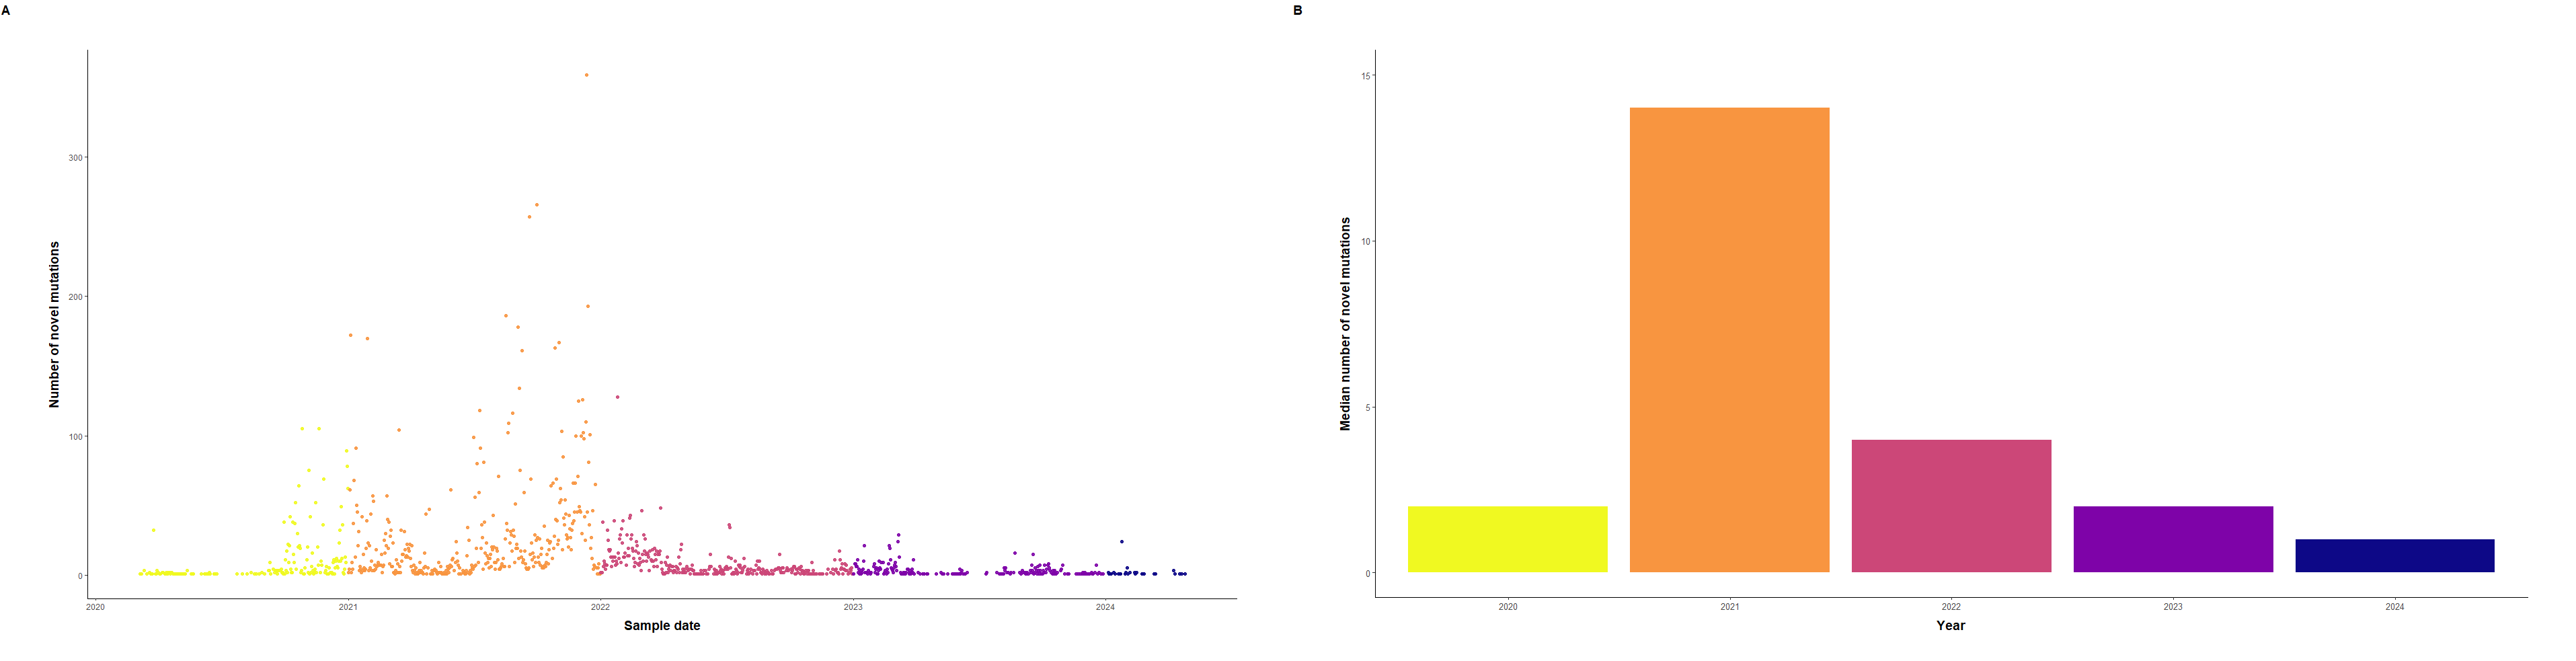 A
Number of novel mutations
300
200
100
0
2020 2021 2022 2023 2024
Sample date
B
Median number of novel mutations
15
10
5
0
2020 2021 2022 2023 2024
Year